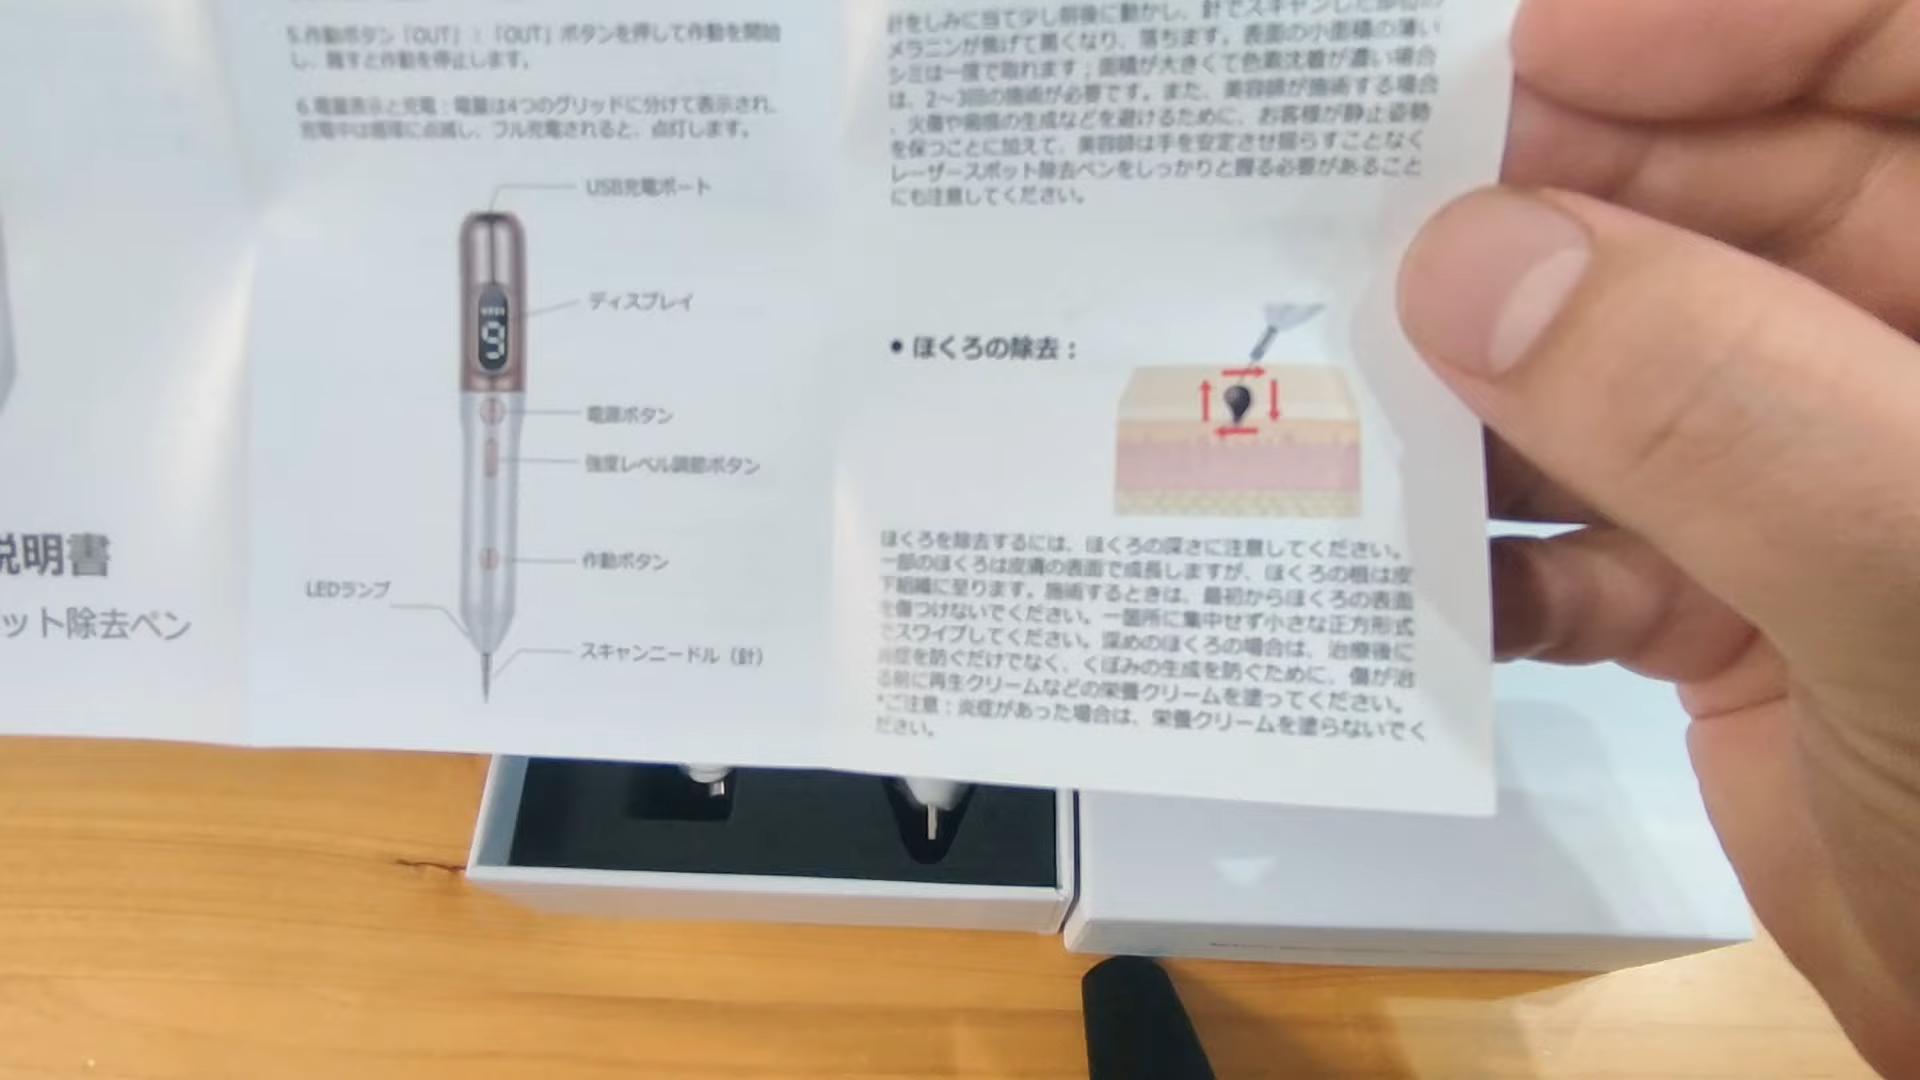 説明書
ット除去ペン
5.作動ボタン「OUT」:「OUT」ボタンを押して作動を開始
し、離すと作動を停止します。
6.電量表示と充電:電量は4つのグリッドに分けて表示され、
充電中は循環に点滅し、フル充電されると、点灯します。
USB充電ポート
ディスプレイ
9
電源ボタン
強度レベル調節ボタン
作動ボタン
LEDランプ
スキャンニードル(針)
針をしみに当て少し前後に動かし、針でスキャンした部位の
メラニンが焦げて黒くなり、落ちます。表面の小面積の薄い
シミは一度で取れます;面積が大きくて色素沈着が濃い場合
は、2〜3回の施術が必要です。また、美容師が施術する場合
、火傷や瘢痕の生成などを避けるために、お客様が静止姿勢
を保つことに加えて、美容師は手を安定させ揺らすことなく
レーザースポット除去ペンをしっかりと握る必要があること
にも注意してください。
• ほくろの除去:
ほくろを除去するには、ほくろの深さに注意してください。
一部のほくろは皮膚の表面で成長しますが、ほくろの根は皮
下組織に至ります。施術するときは、最初からほくろの表面
を傷つけないでください。一箇所に集中せず小さな正方形式
でスワイプしてください。深めのほくろの場合は、治療後に
炎症を防ぐだけでなく、くぼみの生成を防ぐために、傷が治
る前に再生クリームなどの栄養クリームを塗ってください。
*ご注意:炎症があった場合は、栄養クリームを塗らないでく
ださい。